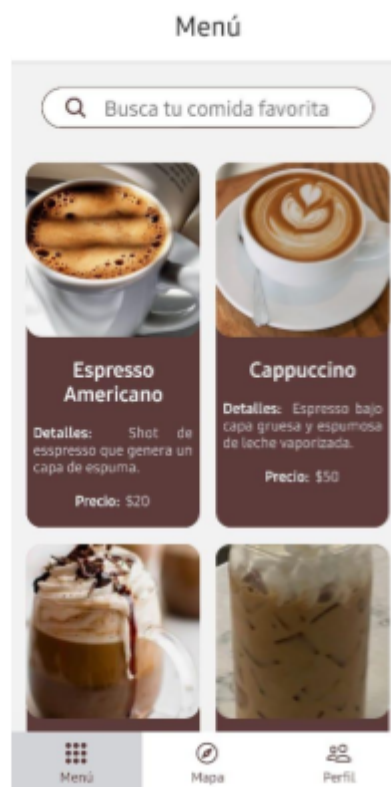 Menú
Busca tu comida favorita
Espresso
Americano
Detalles: Shot de
esspresso que genera un
capa de espuma.
Precio: $20
Cappuccino
Detalles: Espresso bajo
capa gruesa y espumosa
de leche vaporizada.
Precio: $50
Menú
Mapa
Perfil